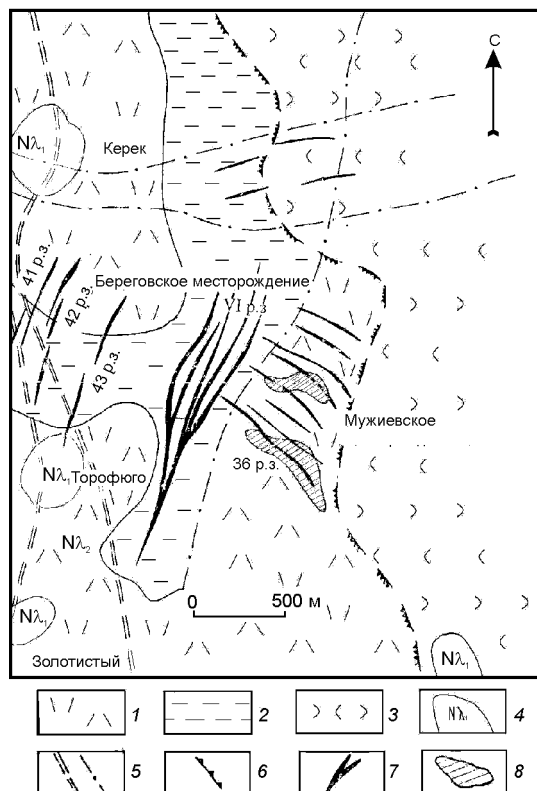 С
Nλ₁
Керек
41 р.з.
42 р.з.
43 р.з.
Береговское месторождение
VI р.з
Мужиевское
36 р.з.
Nλ₁
Торофюго
Nλ₂
0 500 м
Nλ₁
Nλ₁
Золотистый
1 2 3 Nλ₁ 4
5 6 7 8